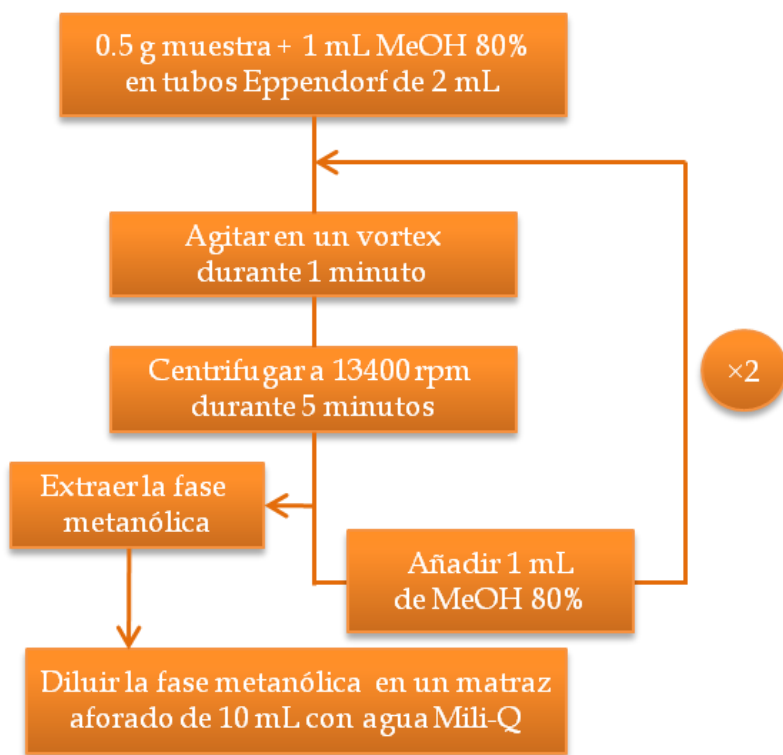 0.5 g muestra + 1 mL MeOH 80%
en tubos Eppendorf de 2 mL
Agitar en un vortex
durante 1 minuto
Centrifugar a 13400 rpm
durante 5 minutos
×2
Extraer la fase
metanólica
Añadir 1 mL
de MeOH 80%
Diluir la fase metanólica en un matraz
aforado de 10 mL con agua Mili-Q